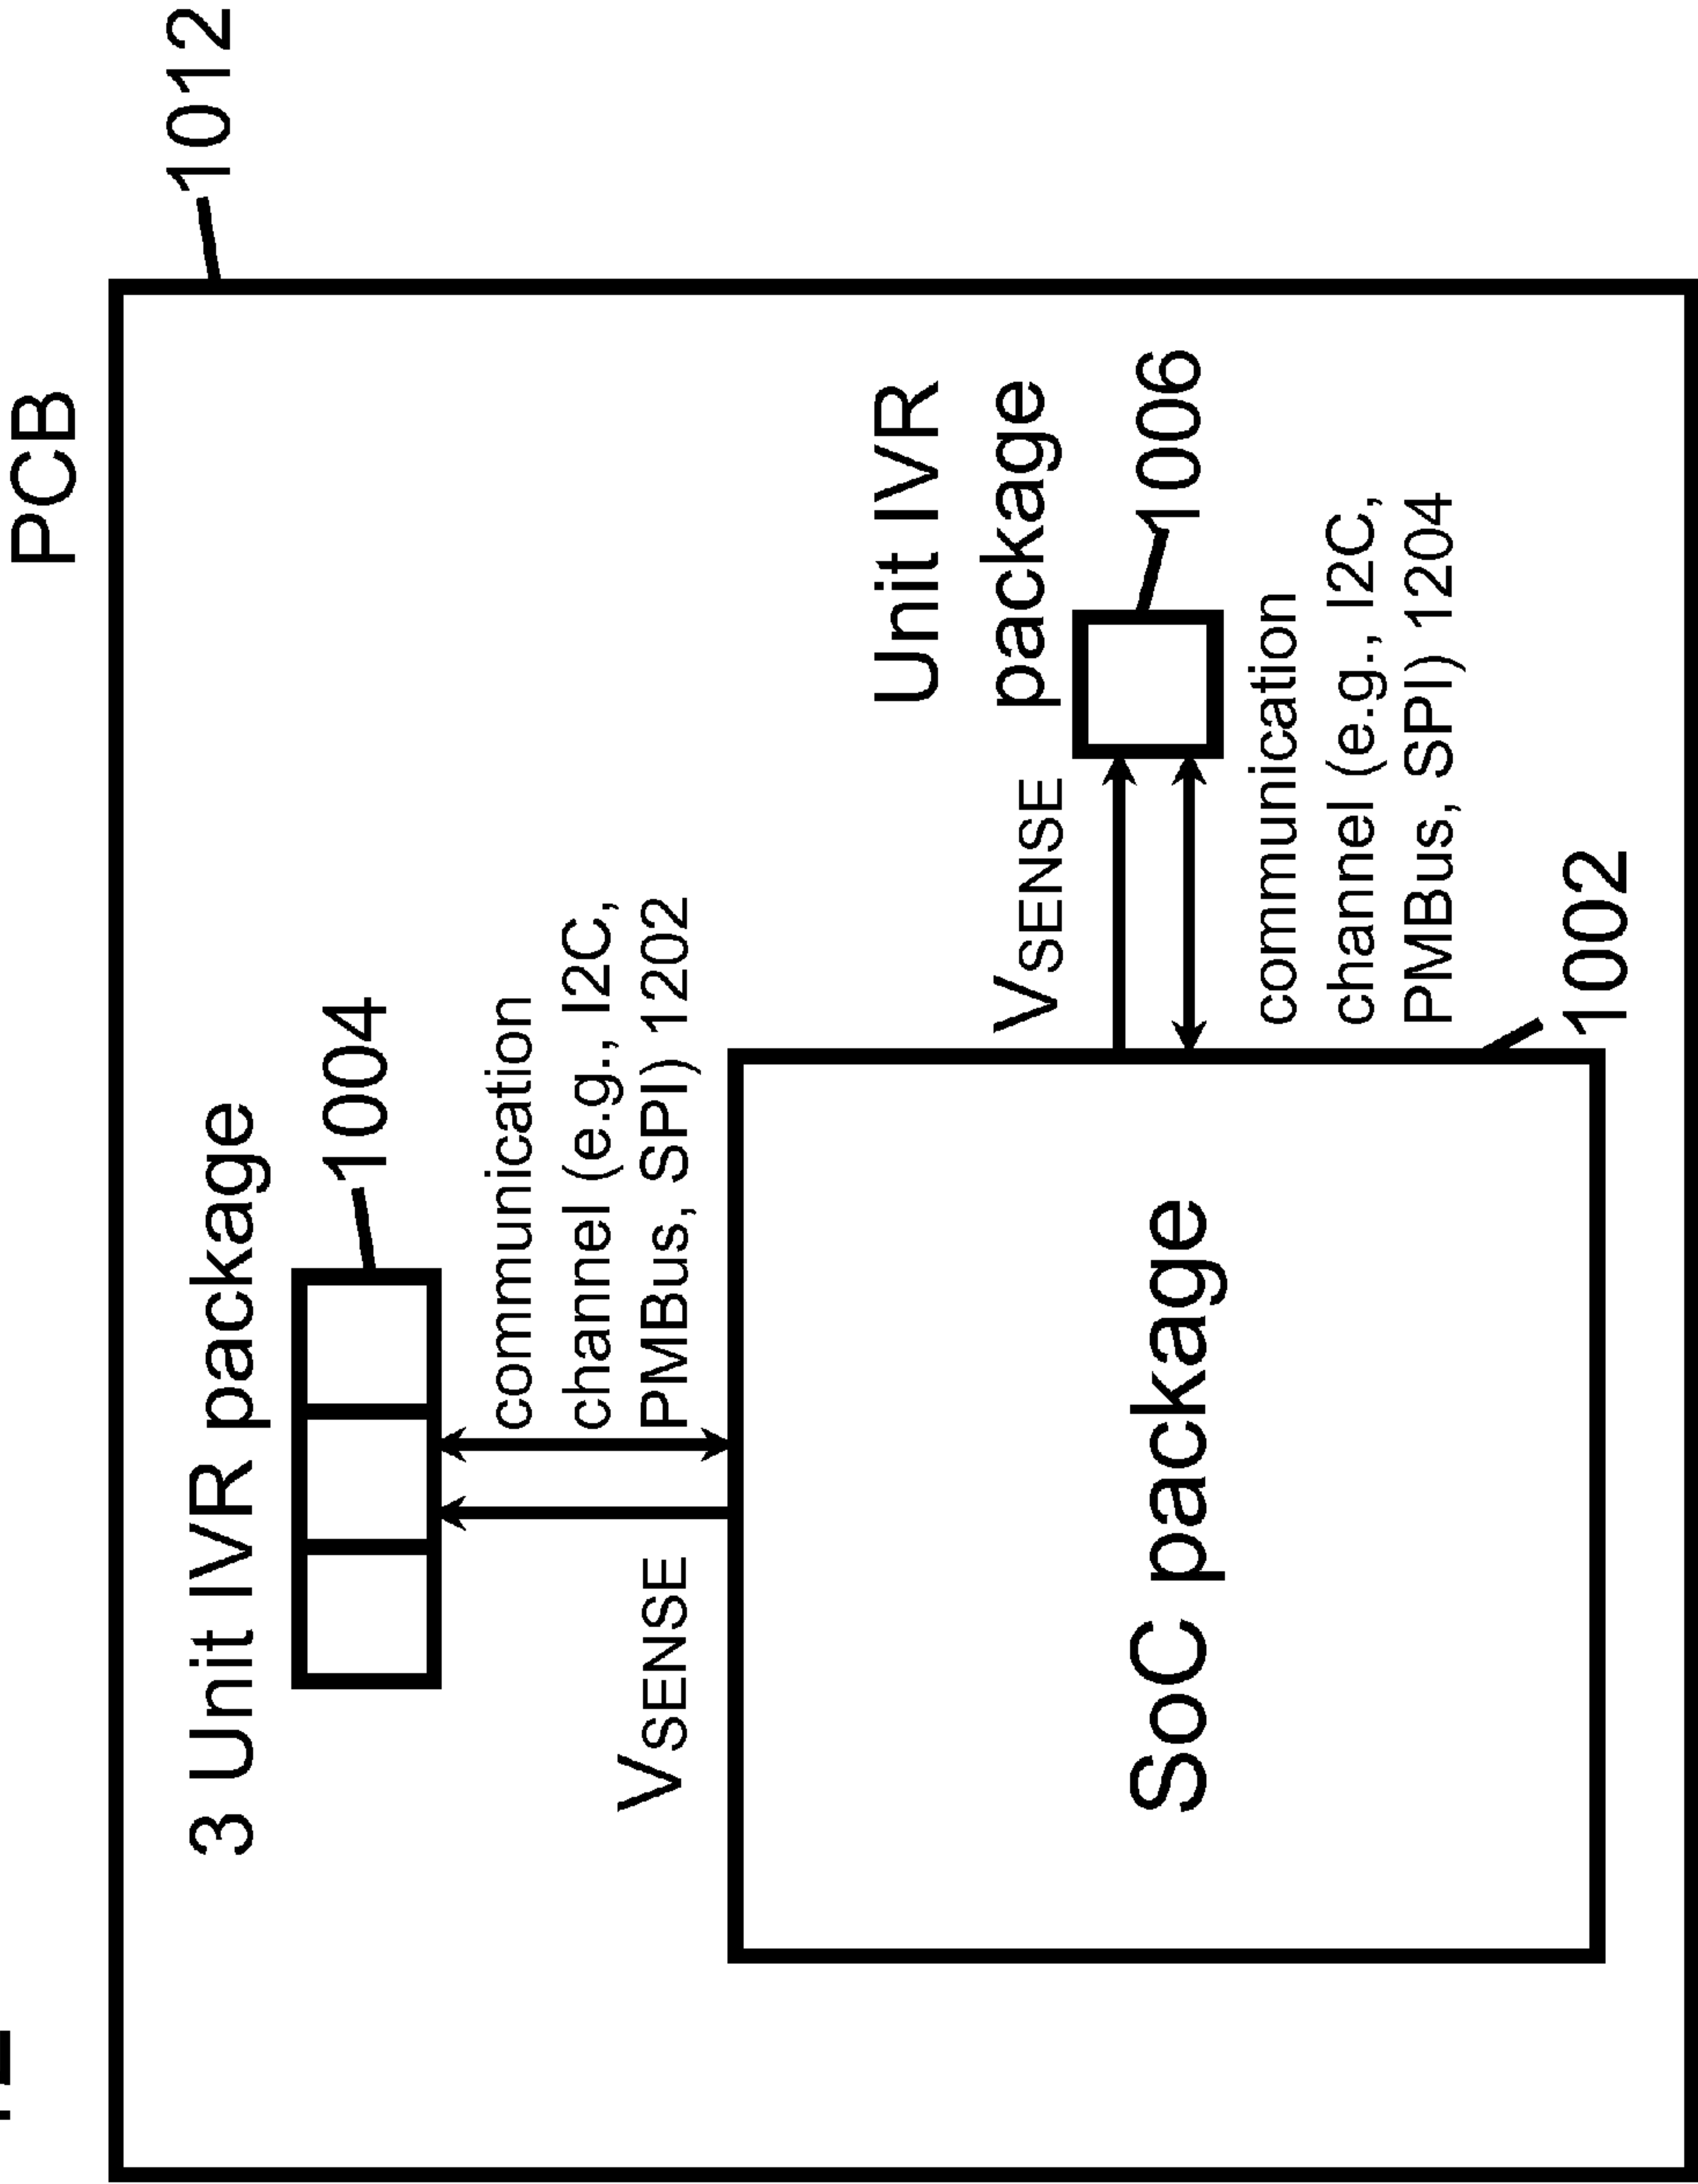 PCB
1012
3 Unit IVR package
1004
communication
channel (e.g., I2C,
PMBus, SPI) 1202
VSENSE
Unit IVR
package
1006
VSENSE
communication
channel (e.g., I2C,
PMBus, SPI) 1204
SoC package
1002